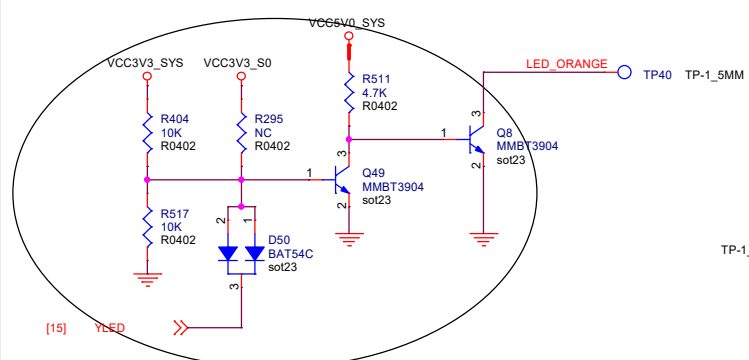 VCC5V0_SYS
VCC3V3_SYS
VCC3V3_S0
LED_ORANGE
TP40
TP-1_5MM
R511
4.7K
R0402
R404
10K
R0402
R295
NC
R0402
3
1
Q8
MMBT3904
sot23
2
3
1
Q49
MMBT3904
sot23
2
R517
10K
R0402
2
1
D50
BAT54C
sot23
3
TP-1_
[15]
YLED